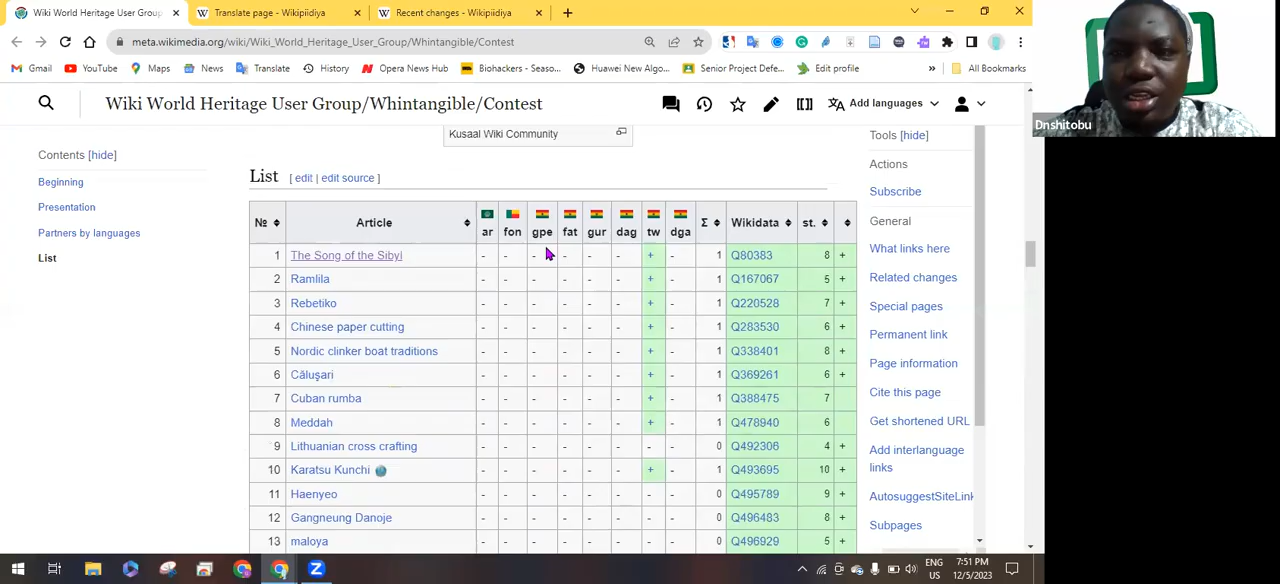 Wiki World Heritage User Group
Translate page - Wikipiidiya
Recent changes - Wikipiidiya
meta.wikimedia.org/wiki/Wiki_World_Heritage_User_Group/Whintangible/Contest
Gmail YouTube Maps News Translate History Opera News Hub Biohackers - Seaso... Huawei New Algo... Senior Project Defe... Edit profile » All Bookmarks
Wiki World Heritage User Group/Whintangible/Contest
Add languages
Dnshitobu
Kusaal Wiki Community
Contents [hide]
Beginning
Presentation
Partners by languages
List
List [ edit | edit source ]
№ Article ar fon gpe fat gur dag tw dga Σ Wikidata st.
1 The Song of the Sibyl - - - - - - + - 1 Q80383 8 +
2 Ramlila - - - - - - + - 1 Q167067 5 +
3 Rebetiko - - - - - - + - 1 Q220528 7 +
4 Chinese paper cutting - - - - - - + - 1 Q283530 6 +
5 Nordic clinker boat traditions - - - - - - + - 1 Q338401 8 +
6 Căluşari - - - - - - + - 1 Q369261 6 +
7 Cuban rumba - - - - - - + - 1 Q388475 7
8 Meddah - - - - - - + - 1 Q478940 6
9 Lithuanian cross crafting - - - - - - - - 0 Q492306 4 +
10 Karatsu Kunchi - - - - - - + - 1 Q493695 10 +
11 Haenyeo - - - - - - - - 0 Q495789 9 +
12 Gangneung Danoje - - - - - - - - 0 Q496483 8 +
13 maloya - - - - - - - - 0 Q496929 5 +
Tools [hide]
Actions
Subscribe
General
What links here
Related changes
Special pages
Permanent link
Page information
Cite this page
Get shortened URL
Add interlanguage
links
AutosuggestSiteLink
Subpages
ENG
US
7:51 PM
12/5/2023